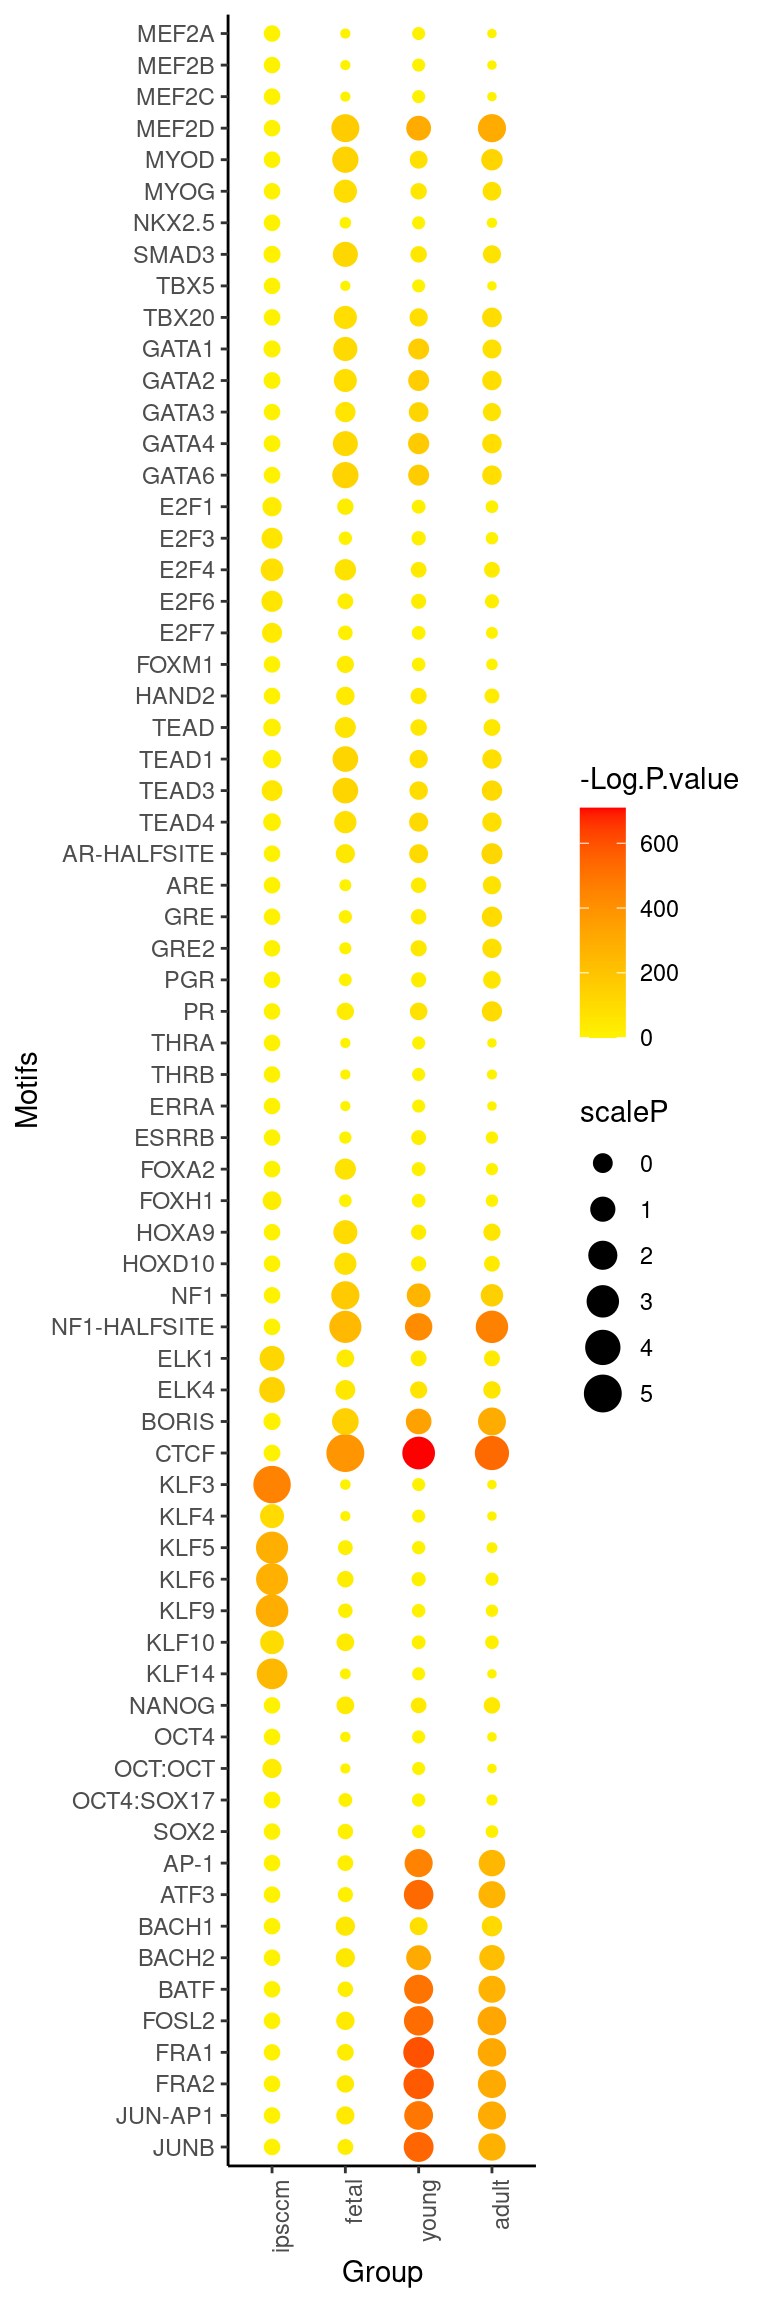 MEF2A
MEF2B
MEF2C
MEF2D
MYOD
MYOG
NKX2.5
SMAD3
TBX5
TBX20
GATA1
GATA2
GATA3
GATA4
GATA6
E2F1
E2F3
E2F4
E2F6
E2F7
FOXM1
HAND2
TEAD
TEAD1
TEAD3
TEAD4
AR-HALFSITE
ARE
GRE
GRE2
PGR
PR
THRA
THRB
ERRA
ESRRB
FOXA2
FOXH1
HOXA9
HOXD10
NF1
NF1-HALFSITE
ELK1
ELK4
BORIS
CTCF
KLF3
KLF4
KLF5
KLF6
KLF9
KLF10
KLF14
NANOG
OCT4
OCT:OCT
OCT4:SOX17
SOX2
AP-1
ATF3
BACH1
BACH2
BATF
FOSL2
FRA1
FRA2
JUN-AP1
JUNB
Motifs
ipsccm
fetal
young
adult
Group
-Log.P.value
600
400
200
0
scaleP
0
1
2
3
4
5